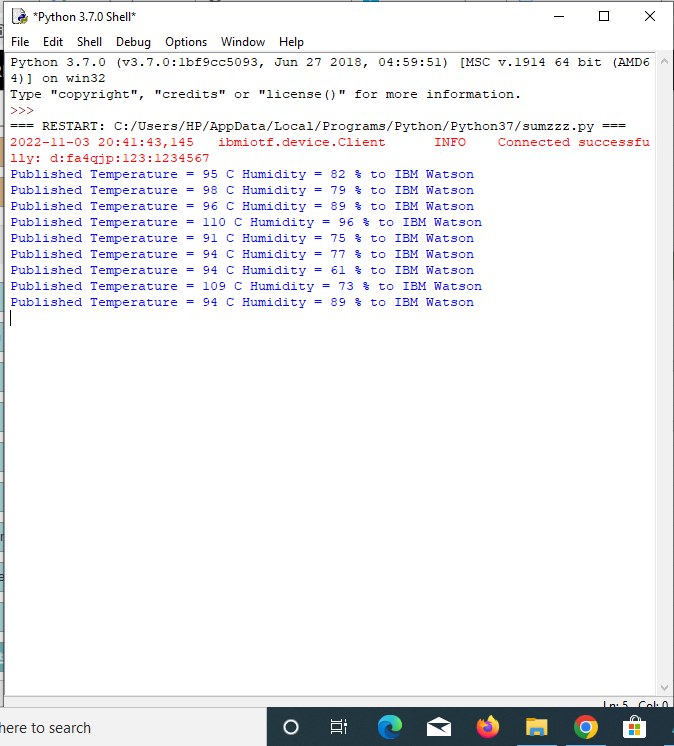 *Python 3.7.0 Shell*
File Edit Shell Debug Options Window Help
Python 3.7.0 (v3.7.0:1bf9cc5093, Jun 27 2018, 04:59:51) [MSC v.1914 64 bit (AMD6
4)] on win32
Type "copyright", "credits" or "license()" for more information.
>>>
=== RESTART: C:/Users/HP/AppData/Local/Programs/Python/Python37/sumzzz.py ===
2022-11-03 20:41:43,145   ibmiotf.device.Client      INFO    Connected successfu
lly: d:fa4qjp:123:1234567
Published Temperature = 95 C Humidity = 82 % to IBM Watson
Published Temperature = 98 C Humidity = 79 % to IBM Watson
Published Temperature = 96 C Humidity = 89 % to IBM Watson
Published Temperature = 110 C Humidity = 96 % to IBM Watson
Published Temperature = 91 C Humidity = 75 % to IBM Watson
Published Temperature = 94 C Humidity = 77 % to IBM Watson
Published Temperature = 94 C Humidity = 61 % to IBM Watson
Published Temperature = 109 C Humidity = 73 % to IBM Watson
Published Temperature = 94 C Humidity = 89 % to IBM Watson
Ln: 5 Col: 0
here to search